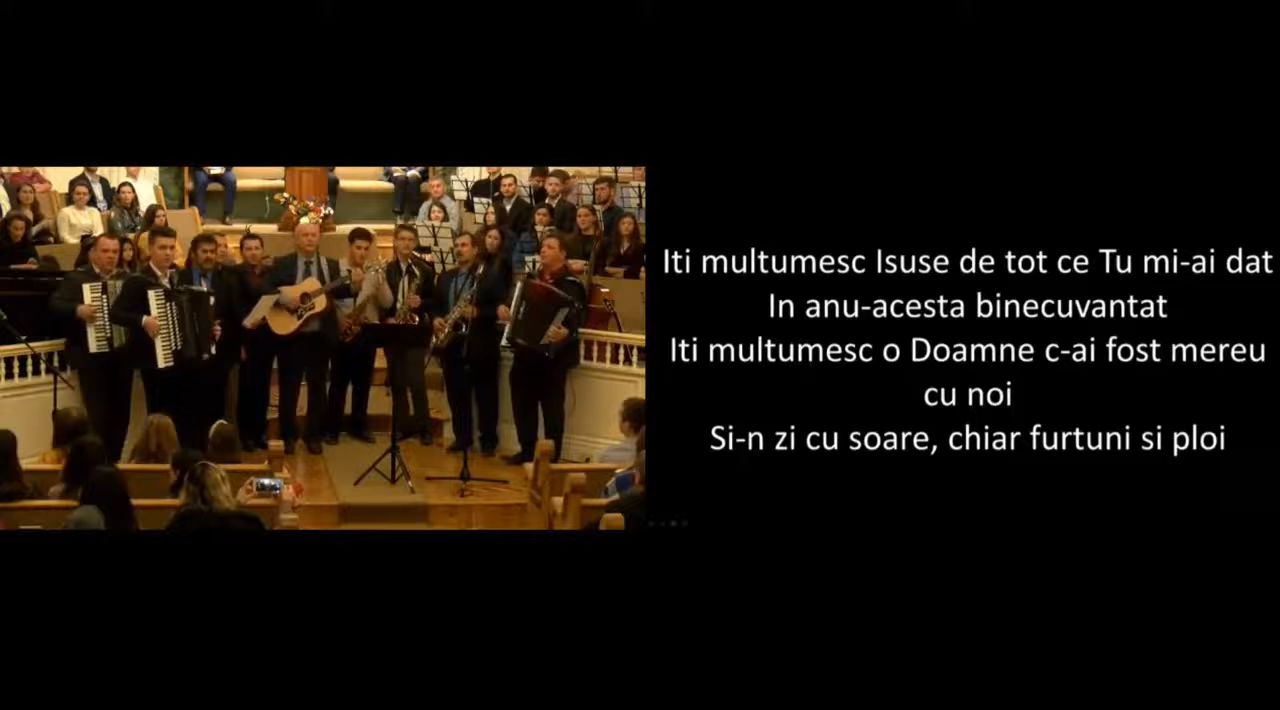 Iti multumesc Isuse de tot ce Tu mi-ai dat
In anu-acesta binecuvantat
Iti multumesc o Doamne c-ai fost mereu
cu noi
Si-n zi cu soare, chiar furtuni si ploi